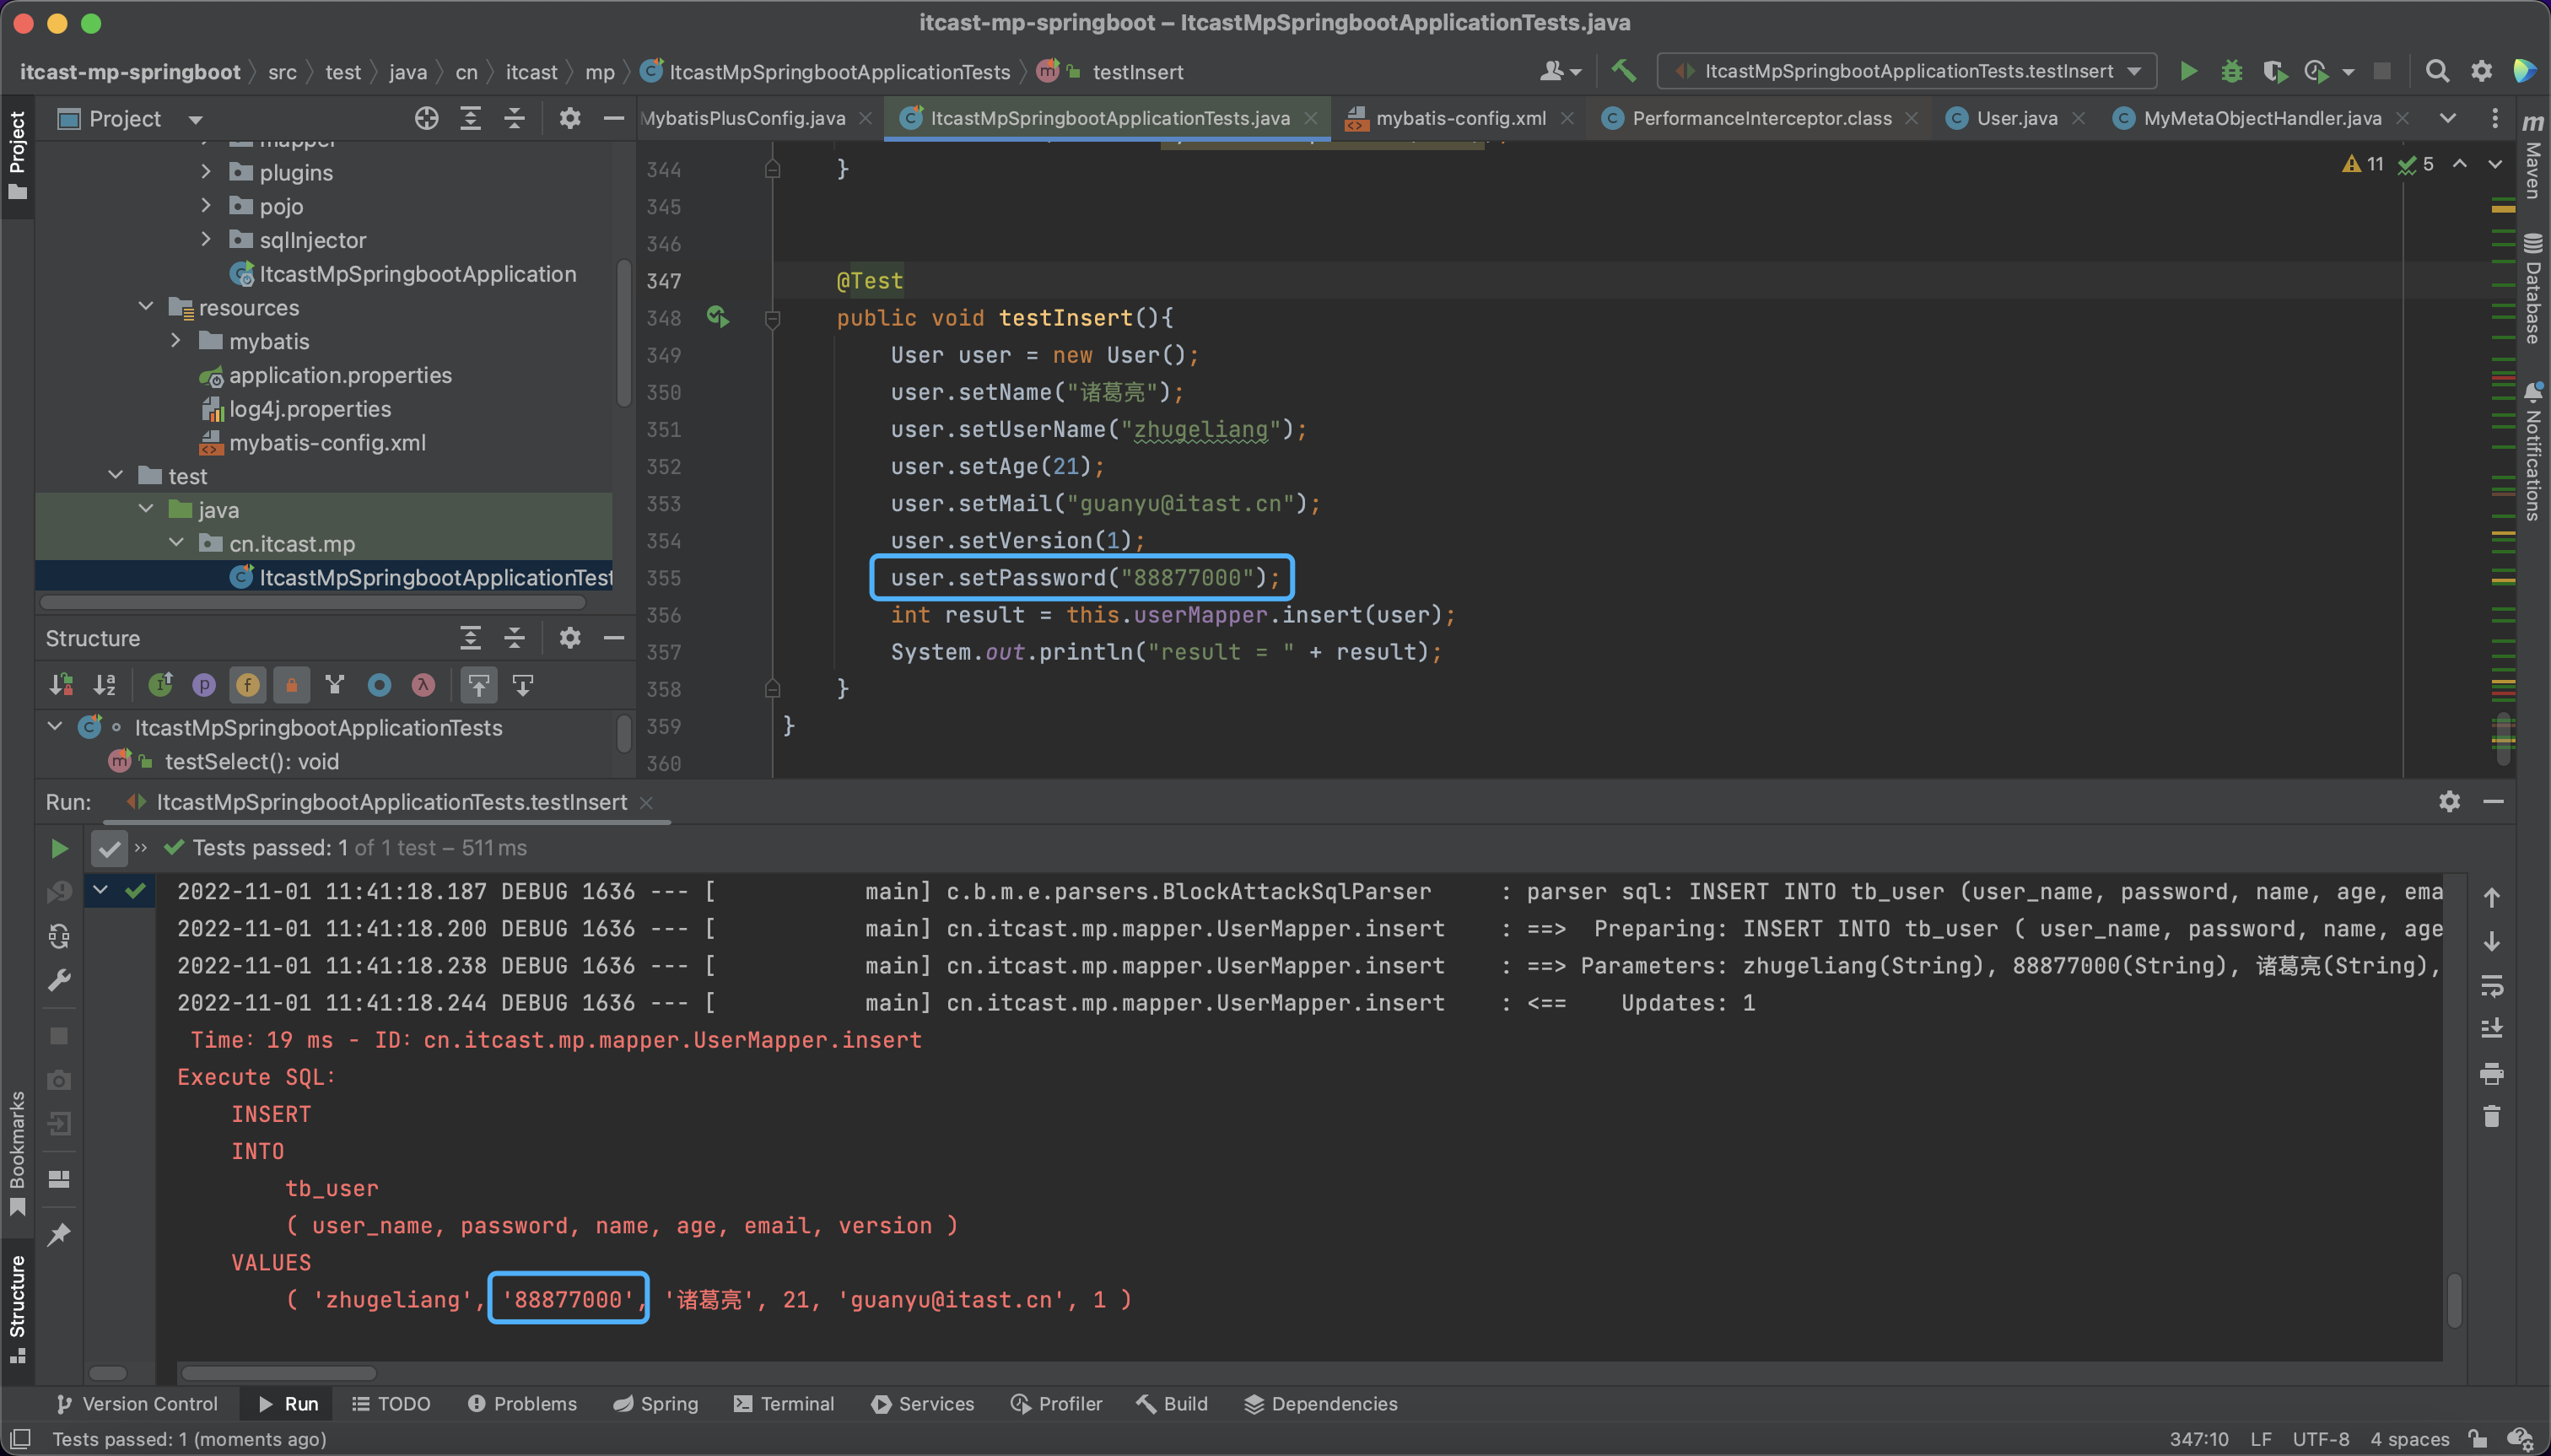 itcast-mp-springboot – ItcastMpSpringbootApplicationTests.java
itcast-mp-springboot src test java cn itcast mp ItcastMpSpringbootApplicationTests testInsert ItcastMpSpringbootApplicationTests.testInsert
Project
MybatisPlusConfig.java ItcastMpSpringbootApplicationTests.java mybatis-config.xml PerformanceInterceptor.class User.java MyMetaObjectHandler.java
Project
mapper
plugins
pojo
sqlInjector
ItcastMpSpringbootApplication
resources
mybatis
application.properties
log4j.properties
mybatis-config.xml
test
java
cn.itcast.mp
ItcastMpSpringbootApplicationTest
Structure
ItcastMpSpringbootApplicationTests
testSelect(): void
11 5
344 }
345
346
347 @Test
348 public void testInsert(){
349 User user = new User();
350 user.setName("诸葛亮");
351 user.setUserName("zhugeliang");
352 user.setAge(21);
353 user.setMail("guanyu@itast.cn");
354 user.setVersion(1);
355 user.setPassword("88877000");
356 int result = this.userMapper.insert(user);
357 System.out.println("result = " + result);
358 }
359 }
360
m Maven
Database
Notifications
Run: ItcastMpSpringbootApplicationTests.testInsert
Tests passed: 1 of 1 test – 511 ms
2022-11-01 11:41:18.187 DEBUG 1636 --- [ main] c.b.m.e.parsers.BlockAttackSqlParser : parser sql: INSERT INTO tb_user (user_name, password, name, age, ema
2022-11-01 11:41:18.200 DEBUG 1636 --- [ main] cn.itcast.mp.mapper.UserMapper.insert : ==> Preparing: INSERT INTO tb_user ( user_name, password, name, age
2022-11-01 11:41:18.238 DEBUG 1636 --- [ main] cn.itcast.mp.mapper.UserMapper.insert : ==> Parameters: zhugeliang(String), 88877000(String), 诸葛亮(String),
2022-11-01 11:41:18.244 DEBUG 1636 --- [ main] cn.itcast.mp.mapper.UserMapper.insert : <== Updates: 1
Time：19 ms - ID：cn.itcast.mp.mapper.UserMapper.insert
Execute SQL：
INSERT
INTO
tb_user
( user_name, password, name, age, email, version )
VALUES
( 'zhugeliang', '88877000', '诸葛亮', 21, 'guanyu@itast.cn', 1 )
Bookmarks
Structure
Version Control Run TODO Problems Spring Terminal Services Profiler Build Dependencies
Tests passed: 1 (moments ago) 347:10 LF UTF-8 4 spaces